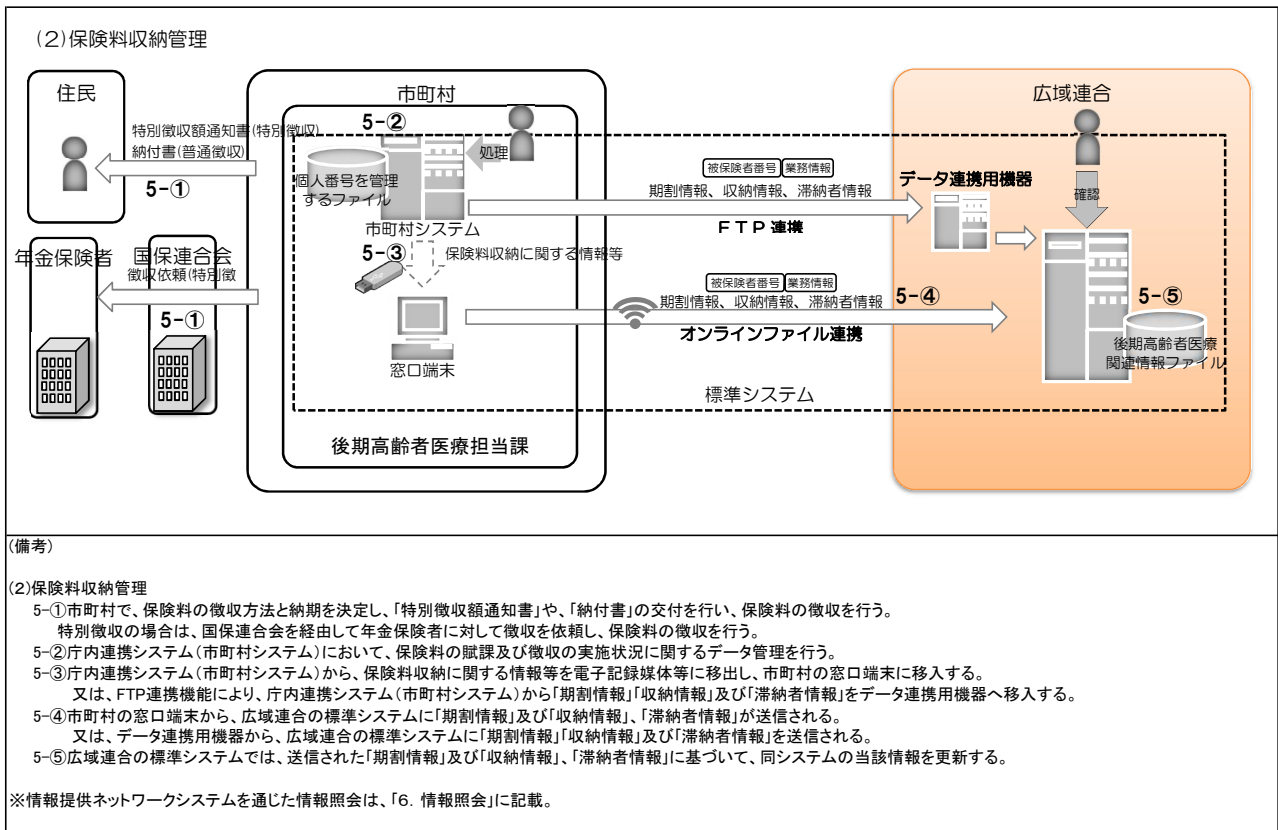 (2)保険料収納管理
住民
市町村
広域連合
特別徴収額通知書(特別徴収)
納付書(普通徴収)
5-①
5-②
処理
個人番号を管理
するファイル
市町村システム
被保険者番号 業務情報
期割情報、収納情報、滞納者情報
FTP連携
データ連携用機器
確認
年金保険者
国保連合会
徴収依頼(特別徴
5-①
5-③
保険料収納に関する情報等
被保険者番号 業務情報
期割情報、収納情報、滞納者情報
5-④
オンラインファイル連携
5-⑤
後期高齢者医療
関連情報ファイル
窓口端末
標準システム
後期高齢者医療担当課
(備考)
(2)保険料収納管理
5-①市町村で、保険料の徴収方法と納期を決定し、「特別徴収額通知書」や、「納付書」の交付を行い、保険料の徴収を行う。
特別徴収の場合は、国保連合会を経由して年金保険者に対して徴収を依頼し、保険料の徴収を行う。
5-②庁内連携システム(市町村システム)において、保険料の賦課及び徴収の実施状況に関するデータ管理を行う。
5-③庁内連携システム(市町村システム)から、保険料収納に関する情報等を電子記録媒体等に移出し、市町村の窓口端末に移入する。
又は、FTP連携機能により、庁内連携システム(市町村システム)から「期割情報」「収納情報」及び「滞納者情報」をデータ連携用機器へ移入する。
5-④市町村の窓口端末から、広域連合の標準システムに「期割情報」及び「収納情報」、「滞納者情報」が送信される。
又は、データ連携用機器から、広域連合の標準システムに「期割情報」「収納情報」及び「滞納者情報」を送信される。
5-⑤広域連合の標準システムでは、送信された「期割情報」及び「収納情報」、「滞納者情報」に基づいて、同システムの当該情報を更新する。
※情報提供ネットワークシステムを通じた情報照会は、「6. 情報照会」に記載。